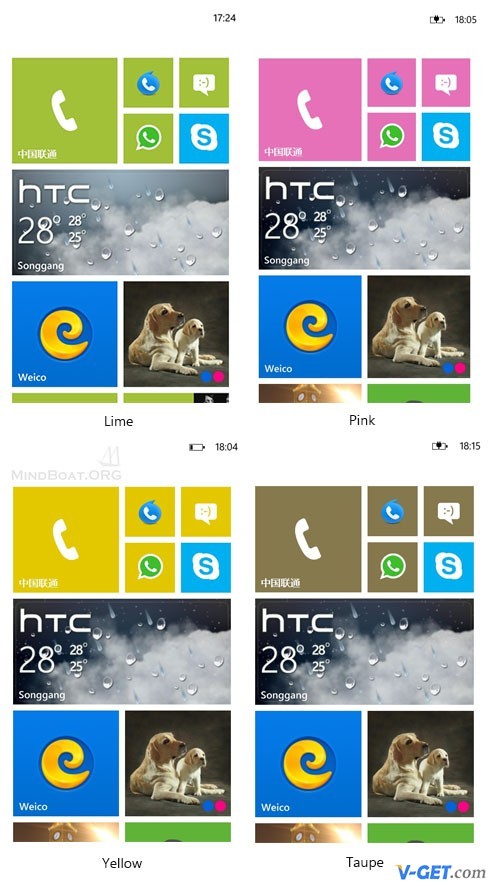 17:24
18:05
:-)
:-)
S
S
中国联通
中国联通
hTC
28° 28°
25°
Songgang
hTC
28° 28°
25°
Songgang
Weico
Weico
Lime
Pink
18:04
18:15
MINDBOAT.ORG
:-)
:-)
S
S
中国联通
中国联通
hTC
28° 28°
25°
Songgang
hTC
28° 28°
25°
Songgang
Weico
Weico
Yellow
Taupe
V-GET.com